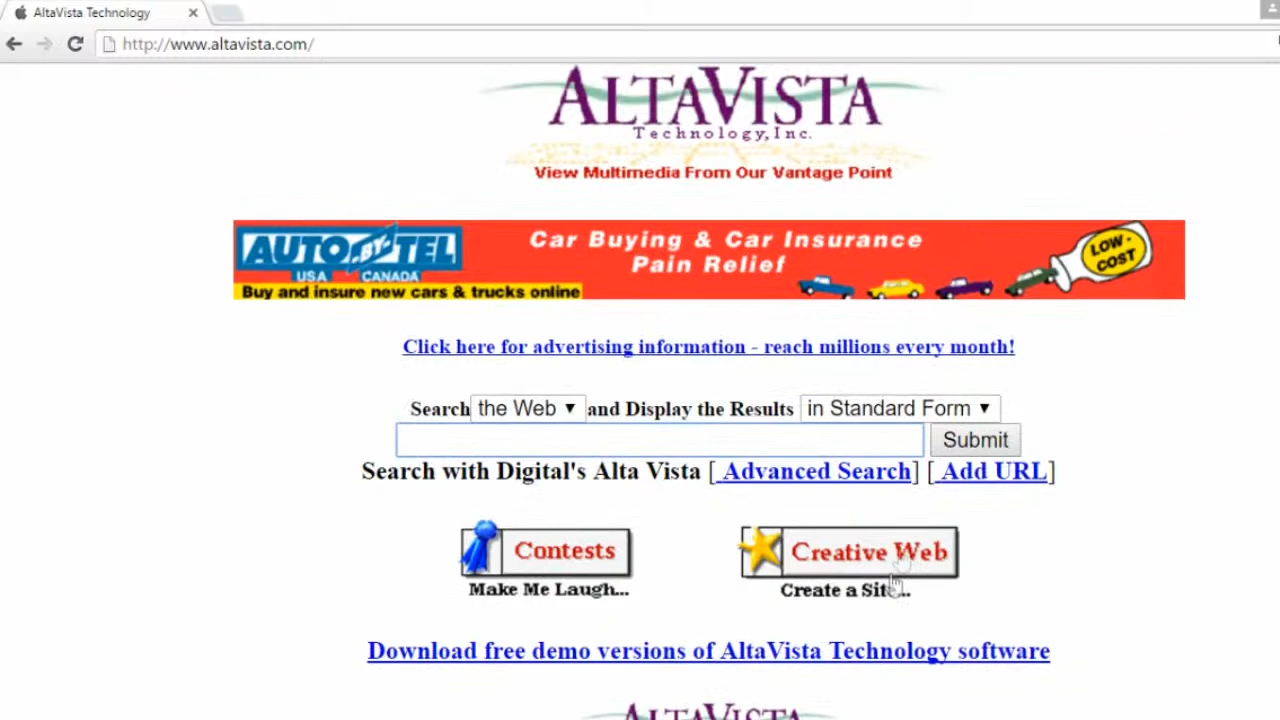 AltaVista Technology
http://www.altavista.com/
ALTAVISTA
Technology, Inc.
View Multimedia From Our Vantage Point
AUTO-BY-TEL
USA CANADA
Buy and insure new cars & trucks online
Car Buying & Car Insurance
Pain Relief
LOW-
COST
Click here for advertising information - reach millions every month!
Search the Web and Display the Results in Standard Form
Submit
Search with Digital's Alta Vista [ Advanced Search] [ Add URL]
Contests
Make Me Laugh...
Creative Web
Create a Site...
Download free demo versions of AltaVista Technology software
ALTAVISTA